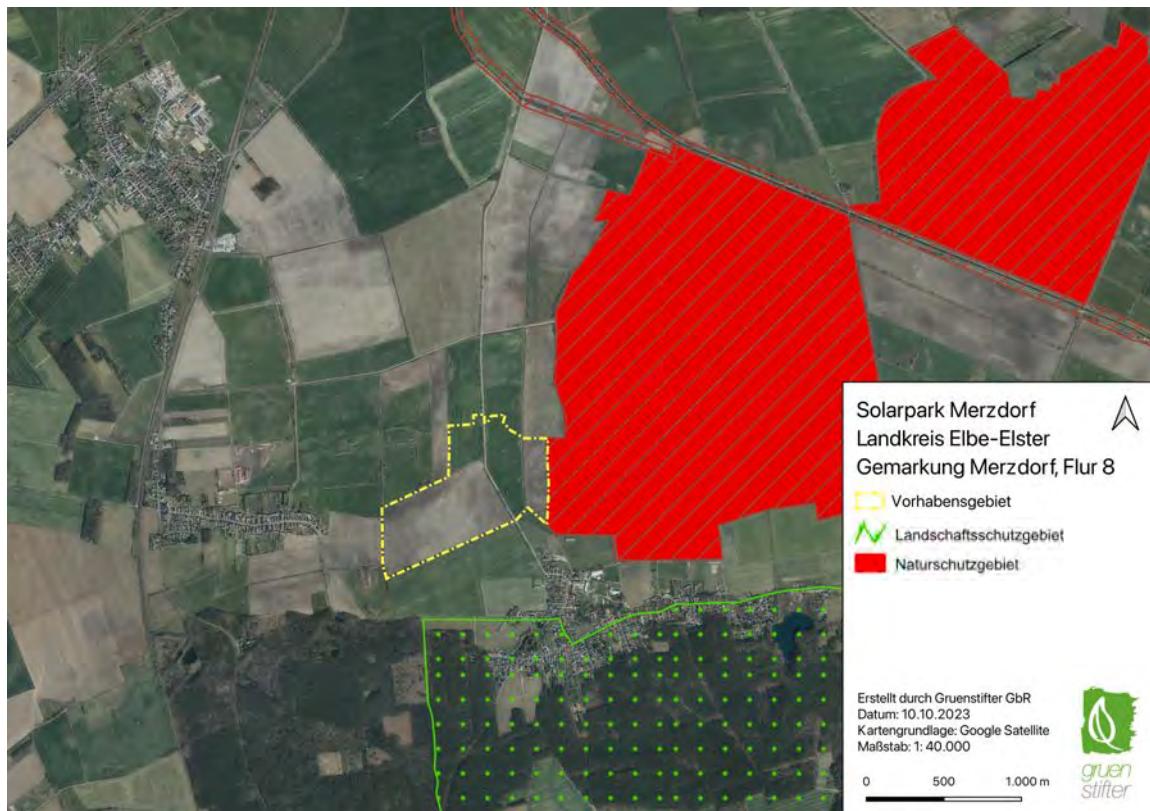 Solarpark Merzdorf
Landkreis Elbe-Elster
Gemarkung Merzdorf, Flur 8
Vorhabensgebiet
Landschaftsschutzgebiet
Naturschutzgebiet
Erstellt durch Gruenstifter GbR
Datum: 10.10.2023
Kartengrundlage: Google Satellite
Maßstab: 1: 40.000
0 500 1.000 m
gruen
stifter